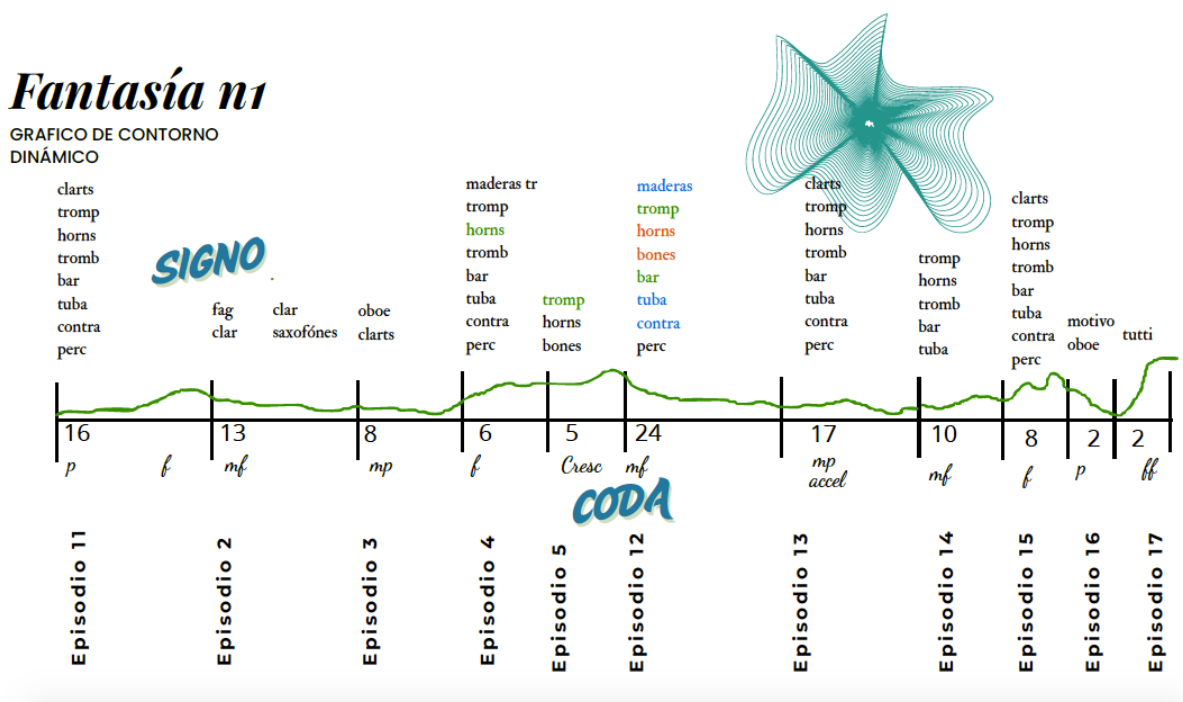 Fantasía n1
GRAFICO DE CONTORNO
DINÁMICO
clarts
tromp
horns
tromb
bar
tuba
contra
perc
SIGNO
fag
clar
clar
saxofónes
oboe
clarts
maderas tr
tromp
horns
tromb
bar
tuba
contra
perc
tromp
horns
bones
maderas
tromp
horns
bones
bar
tuba
contra
perc
clarts
tromp
horns
tromb
bar
tuba
contra
perc
tromp
horns
tromb
bar
tuba
clarts
tromp
horns
tromb
bar
tuba
contra
perc
motivo
oboe
tutti
16 13 8 6 5 24 17 10 8 2 2
p f mf mp f Cresc mf mp mf f p ff
accel
CODA
Episodio 11
Episodio 2
Episodio 3
Episodio 4
Episodio 5
Episodio 12
Episodio 13
Episodio 14
Episodio 15
Episodio 16
Episodio 17